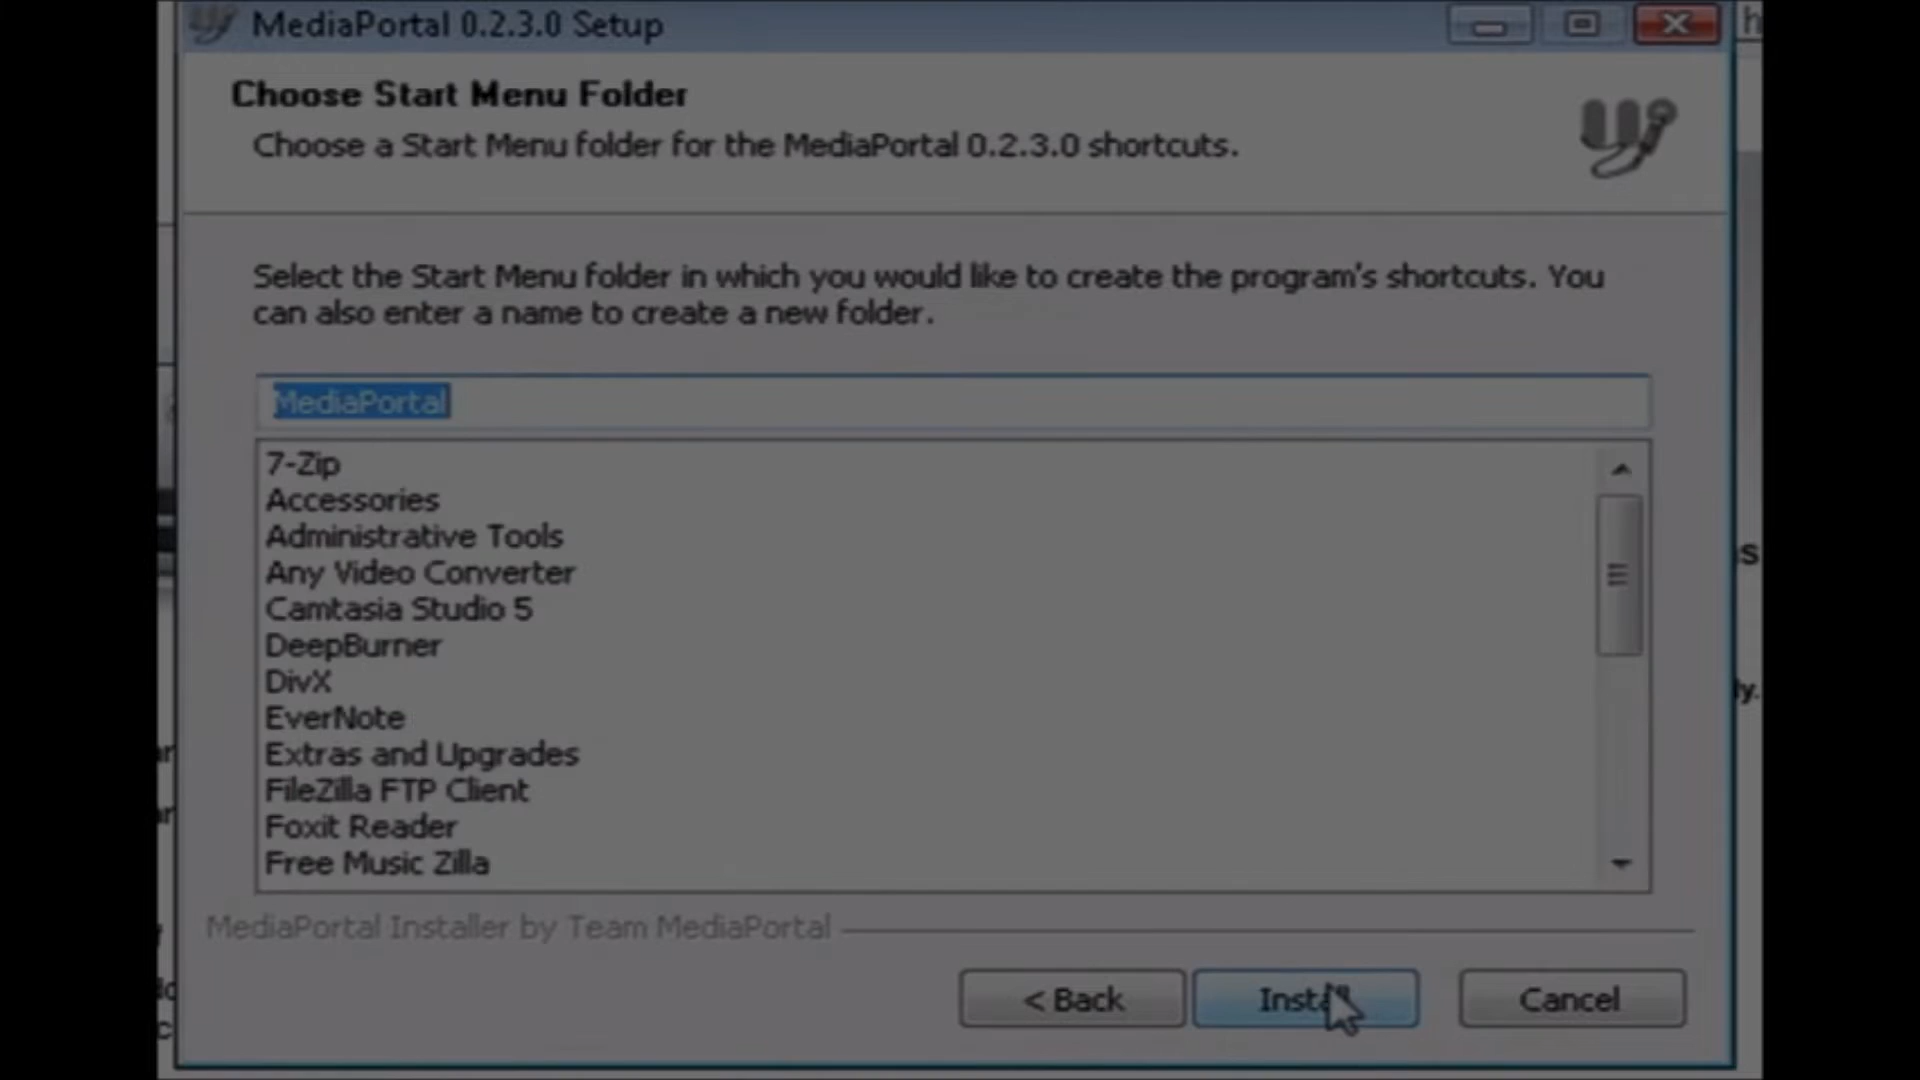 MediaPortal 0.2.3.0 Setup
Choose Start Menu Folder
Choose a Start Menu folder for the MediaPortal 0.2.3.0 shortcuts.
Select the Start Menu folder in which you would like to create the program's shortcuts. You
can also enter a name to create a new folder.
MediaPortal
7-Zip
Accessories
Administrative Tools
Any Video Converter
Camtasia Studio 5
DeepBurner
DivX
EverNote
Extras and Upgrades
FileZilla FTP Client
Foxit Reader
Free Music Zilla
MediaPortal Installer by Team MediaPortal
< Back
Install
Cancel